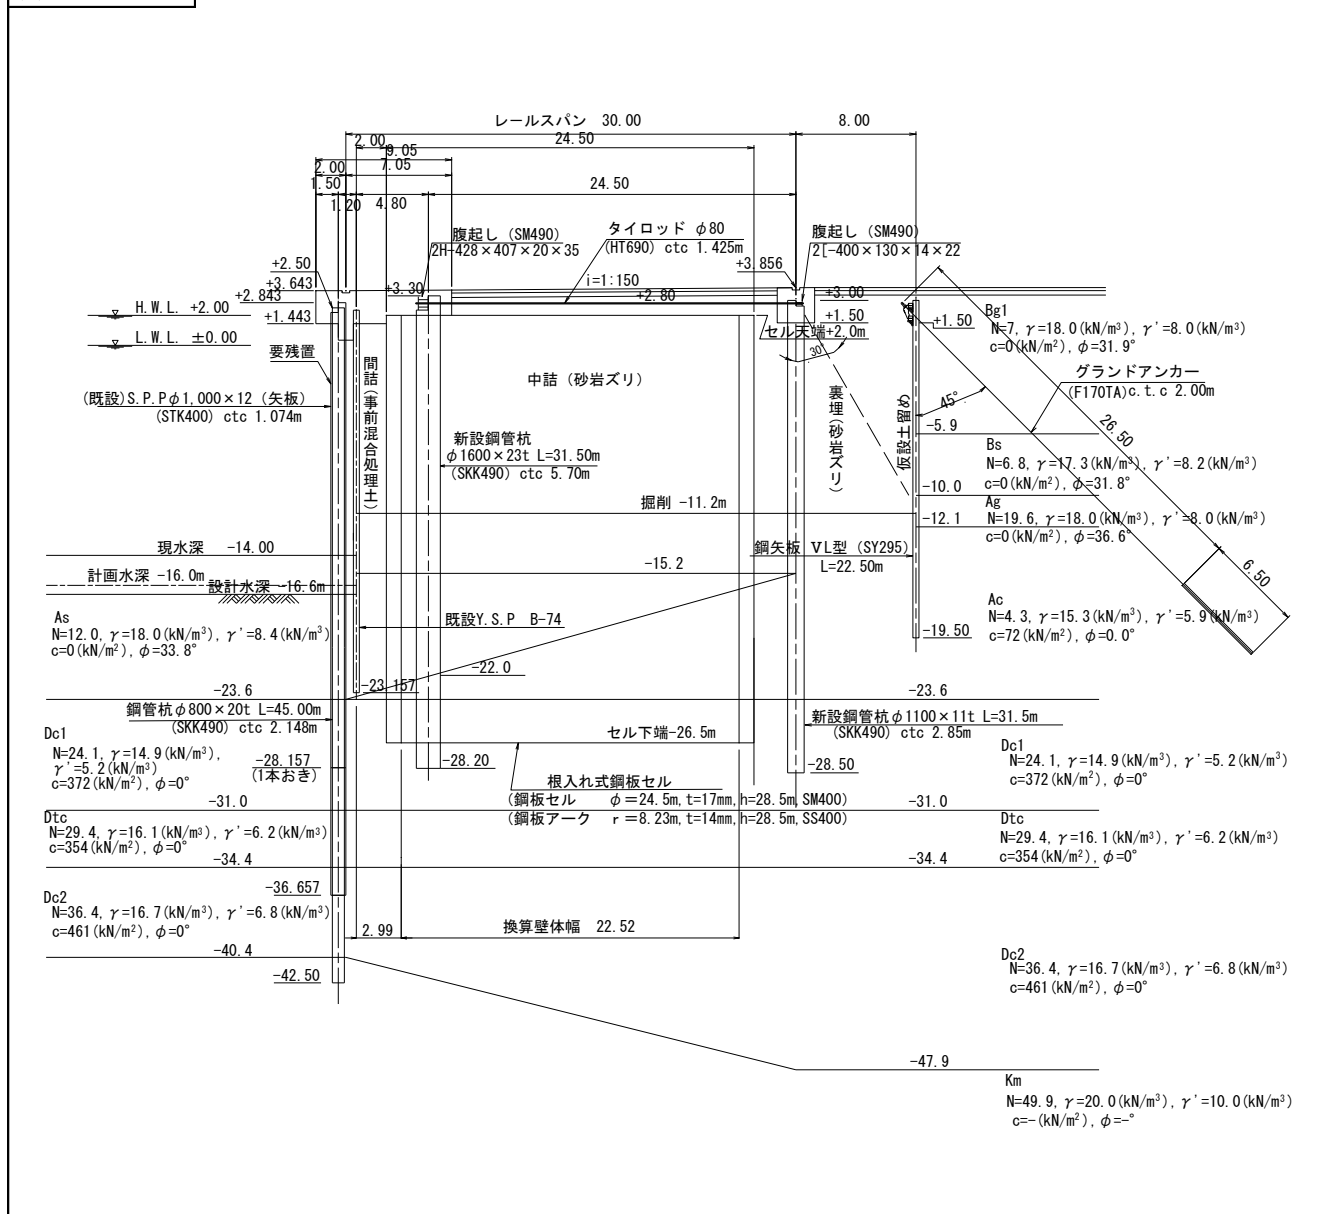 レールスパン 30.00
8.00
2.00
24.50
9.05
2.00
7.05
1.50
24.50
1.20
4.80
腹起し (SM490)
2H-428×407×20×35
タイロッド φ80
(HT690) ctc 1.425m
腹起し (SM490)
2[-400×130×14×22
+2.50
+3.856
+3.643
+3.30
i=1:150
+2.843
+2.80
+3.00
H.W.L. +2.00
+1.443
+1.50
セル天端+2.0m
+1.50
Bg1
N=7, γ=18.0(kN/m³), γ'=8.0(kN/m³)
c=0(kN/m²), φ=31.9°
L.W.L. ±0.00
要残置
30°
間詰(事前混合処理土)
中詰 (砂岩ズリ)
裏埋(砂岩ズリ)
仮設土留め
グランドアンカー
(F170TA)c.t.c 2.00m
45°
26.50
(既設)S.P.Pφ1,000×12 (矢板)
(STK400) ctc 1.074m
-5.9
新設鋼管杭
φ1600×23t L=31.50m
(SKK490) ctc 5.70m
Bs
N=6.8, γ=17.3(kN/m³), γ'=8.2(kN/m³)
c=0(kN/m²), φ=31.8°
-10.0
Ag
N=19.6, γ=18.0(kN/m³), γ'=8.0(kN/m³)
c=0(kN/m²), φ=36.6°
掘削 -11.2m
-12.1
現水深 -14.00
鋼矢板 VL型 (SY295)
L=22.50m
-15.2
6.50
計画水深 -16.0m
設計水深 -16.6m
As
N=12.0, γ=18.0(kN/m³), γ'=8.4(kN/m³)
c=0(kN/m²), φ=33.8°
既設Y.S.P B-74
Ac
N=4.3, γ=15.3(kN/m³), γ'=5.9(kN/m³)
c=72(kN/m²), φ=0.0°
-19.50
-22.0
-23.6
-23.157
-23.6
鋼管杭φ800×20t L=45.00m
(SKK490) ctc 2.148m
新設鋼管杭φ1100×11t L=31.5m
(SKK490) ctc 2.85m
Dc1
N=24.1, γ=14.9(kN/m³),
γ'=5.2(kN/m³)
c=372(kN/m²), φ=0°
セル下端-26.5m
-28.157
(1本おき)
-28.20
-28.50
Dc1
N=24.1, γ=14.9(kN/m³), γ'=5.2(kN/m³)
c=372(kN/m²), φ=0°
根入れ式鋼板セル
(鋼板セル φ=24.5m,t=17mm,h=28.5m,SM400)
(鋼板アーク r=8.23m,t=14mm,h=28.5m,SS400)
-31.0
-31.0
Dtc
N=29.4, γ=16.1(kN/m³), γ'=6.2(kN/m³)
c=354(kN/m²), φ=0°
Dtc
N=29.4, γ=16.1(kN/m³), γ'=6.2(kN/m³)
c=354(kN/m²), φ=0°
-34.4
-34.4
-36.657
Dc2
N=36.4, γ=16.7(kN/m³), γ'=6.8(kN/m³)
c=461(kN/m²), φ=0°
2.99
換算壁体幅 22.52
-40.4
-42.50
Dc2
N=36.4, γ=16.7(kN/m³), γ'=6.8(kN/m³)
c=461(kN/m²), φ=0°
-47.9
Km
N=49.9, γ=20.0(kN/m³), γ'=10.0(kN/m³)
c=-(kN/m²), φ=-°